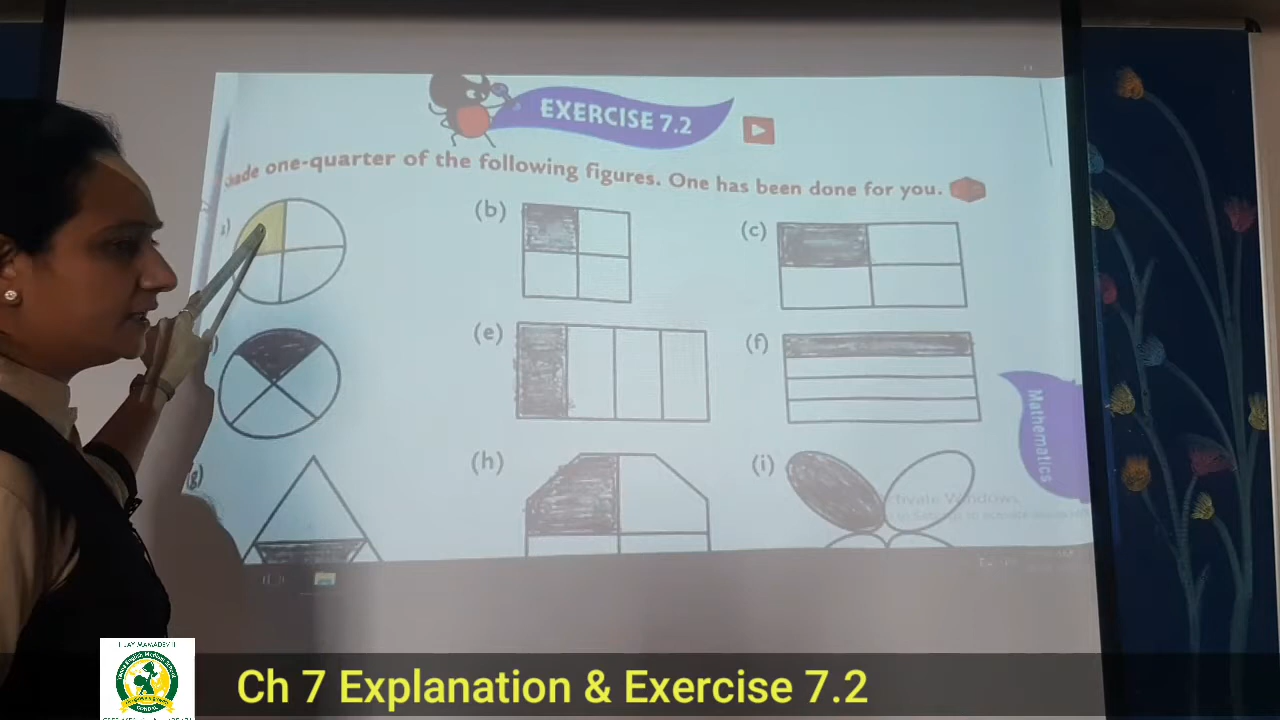 EXERCISE 7.2
one-quarter of the following figures. One has been done for you.
(b)
(c)
(e)
(f)
(h)
(i)
Mathematics
Ch 7 Explanation & Exercise 7.2